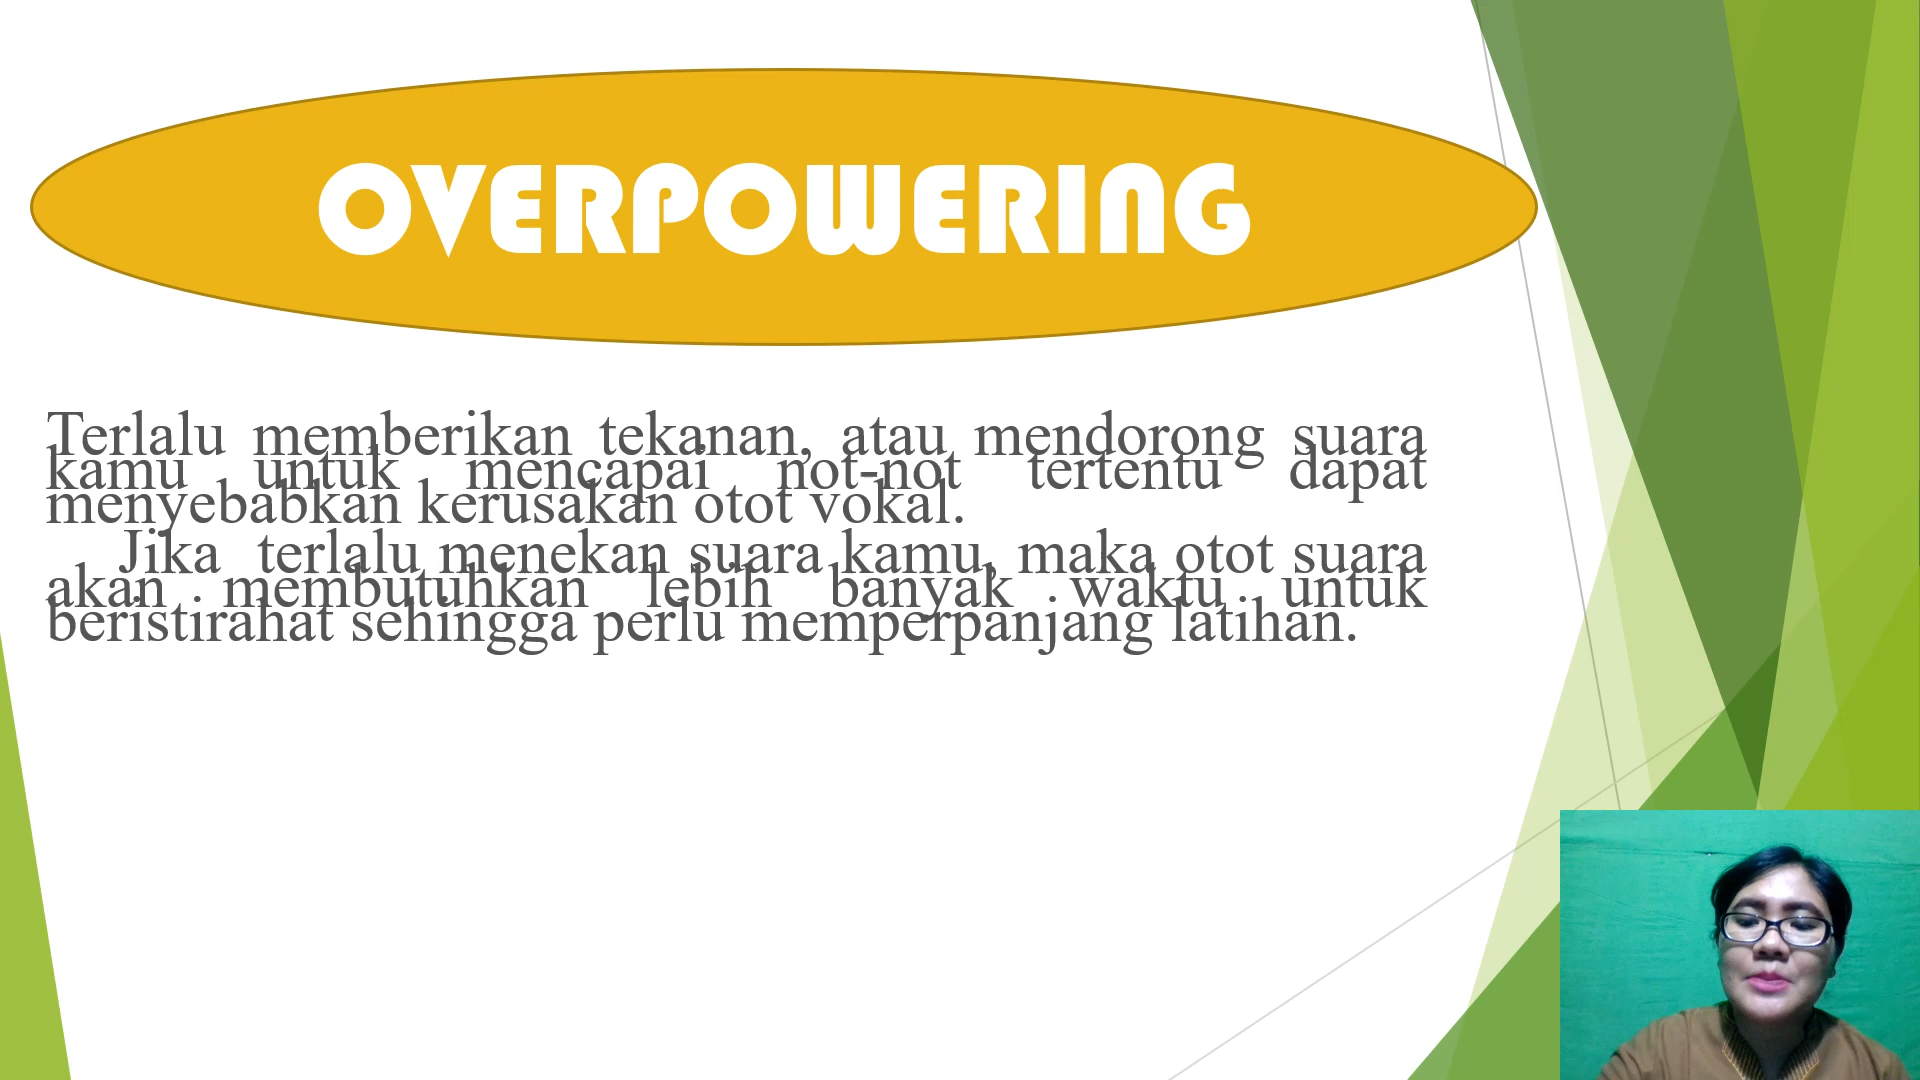 OVERPOWERING
Terlalu memberikan tekanan, atau mendorong suara
kamu untuk mencapai not-not tertentu dapat
menyebabkan kerusakan otot vokal.
Jika terlalu menekan suara kamu, maka otot suara
akan membutuhkan lebih banyak waktu untuk
beristirahat sehingga perlu memperpanjang latihan.